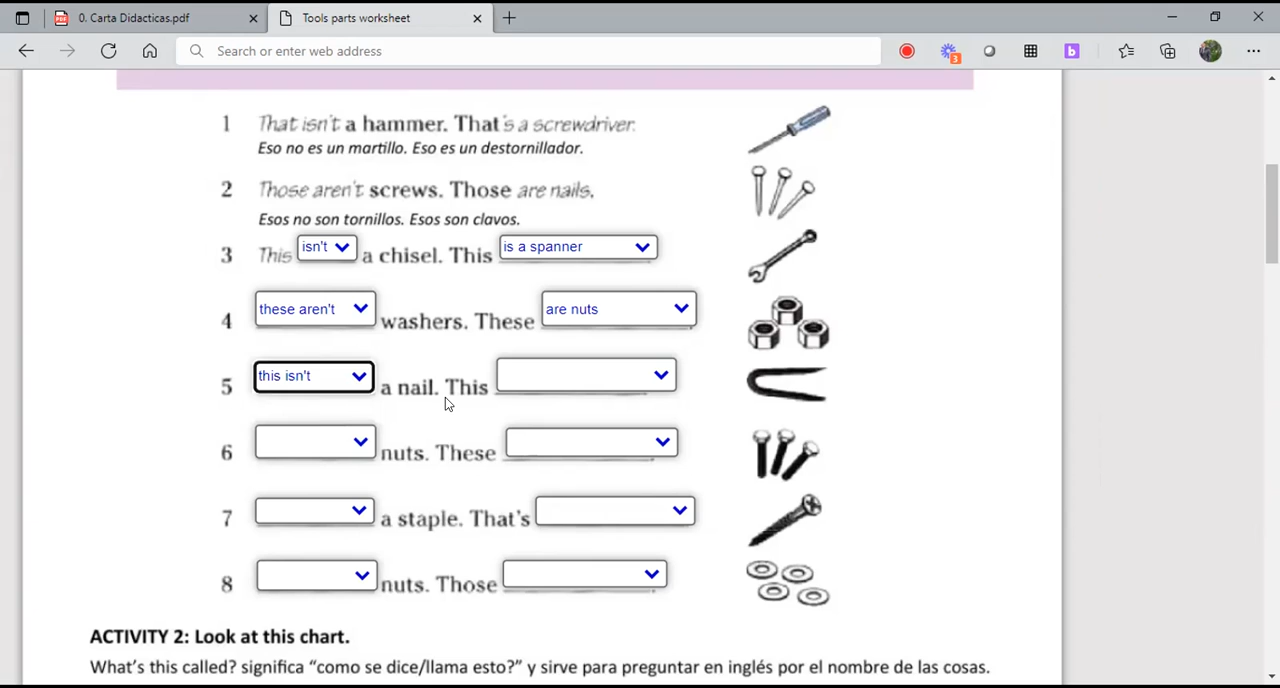 0. Carta Didacticas.pdf
Tools parts worksheet
Search or enter web address
3
b
1 That isn't a hammer. That's a screwdriver.
Eso no es un martillo. Eso es un destornillador.
2 Those aren't screws. Those are nails.
Esos no son tornillos. Esos son clavos.
3 This isn't a chisel. This is a spanner
4 these aren't washers. These are nuts
5 this isn't a nail. This
6 nuts. These
7 a staple. That's
8 nuts. Those
ACTIVITY 2: Look at this chart.
What's this called? significa “como se dice/llama esto?” y sirve para preguntar en inglés por el nombre de las cosas.